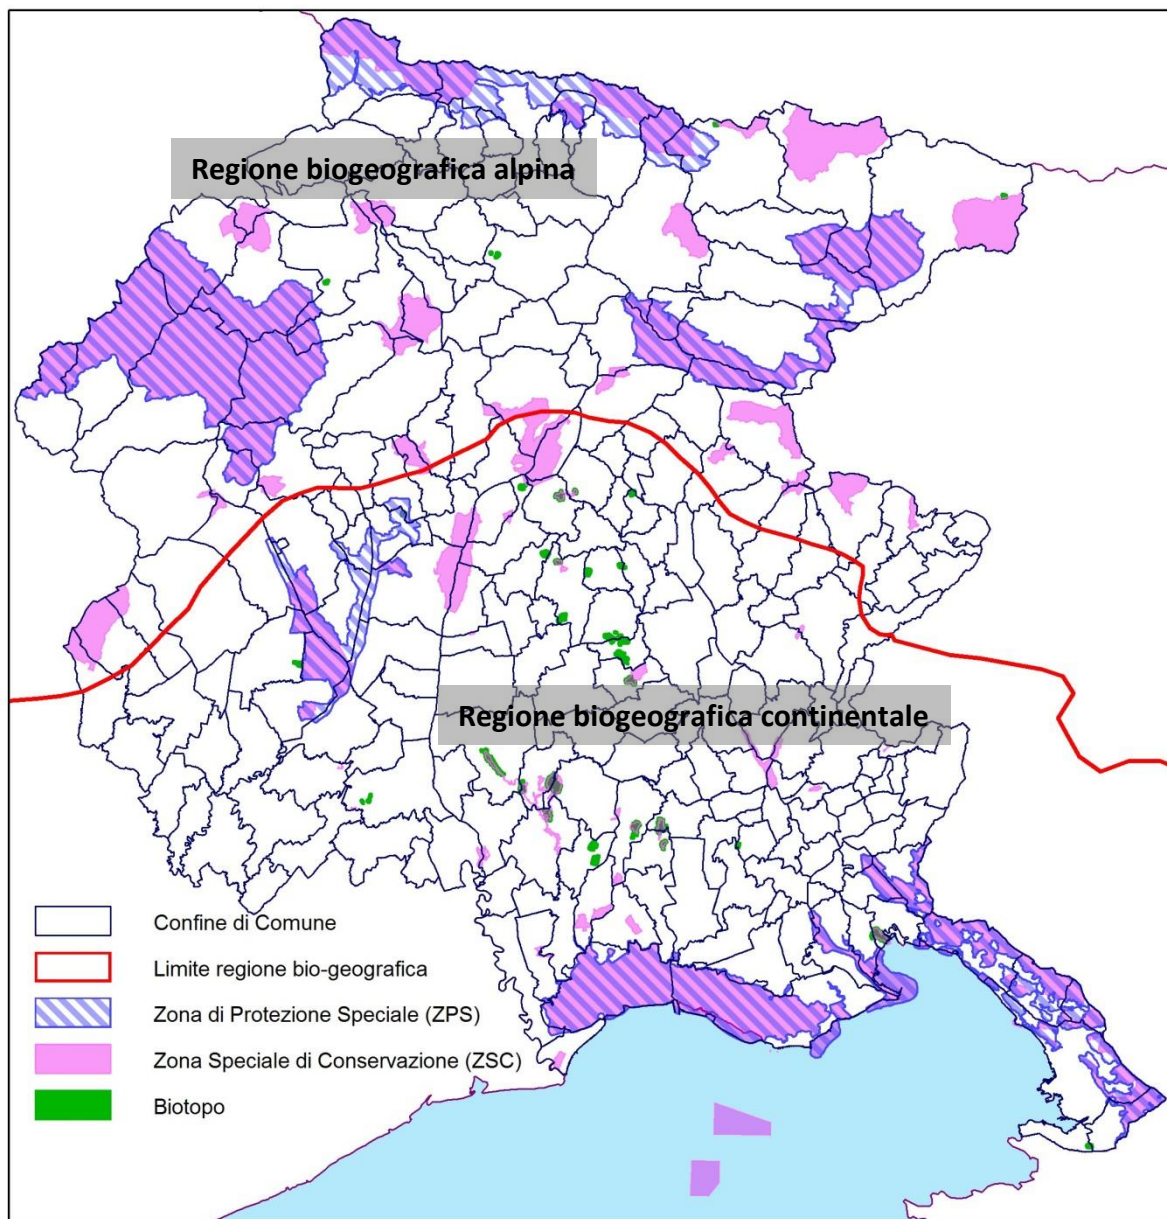 Regione biogeografica alpina
Regione biogeografica continentale
Confine di Comune
Limite regione bio-geografica
Zona di Protezione Speciale (ZPS)
Zona Speciale di Conservazione (ZSC)
Biotopo